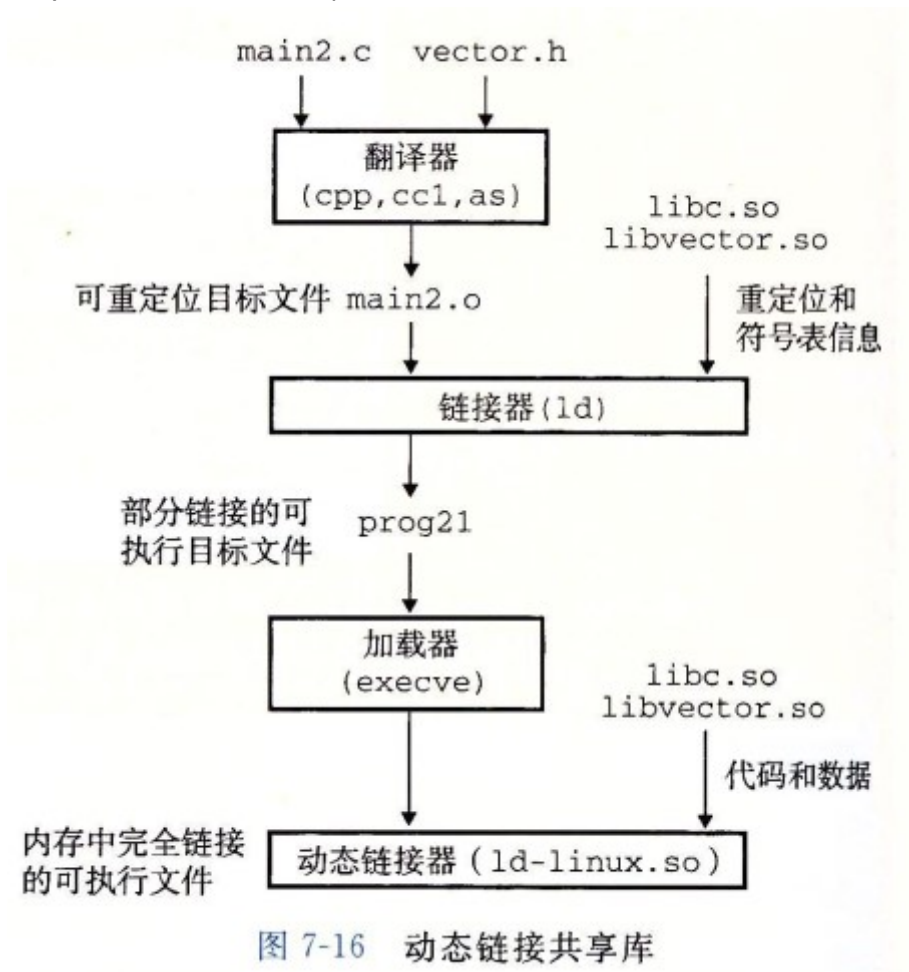 main2.c vector.h
翻译器
(cpp,cc1,as)
libc.so
libvector.so
可重定位目标文件 main2.o
重定位和
符号表信息
链接器(ld)
部分链接的可
执行目标文件
prog21
加载器
(execve)
libc.so
libvector.so
代码和数据
内存中完全链接
的可执行文件
动态链接器(ld-linux.so)
图 7-16 动态链接共享库